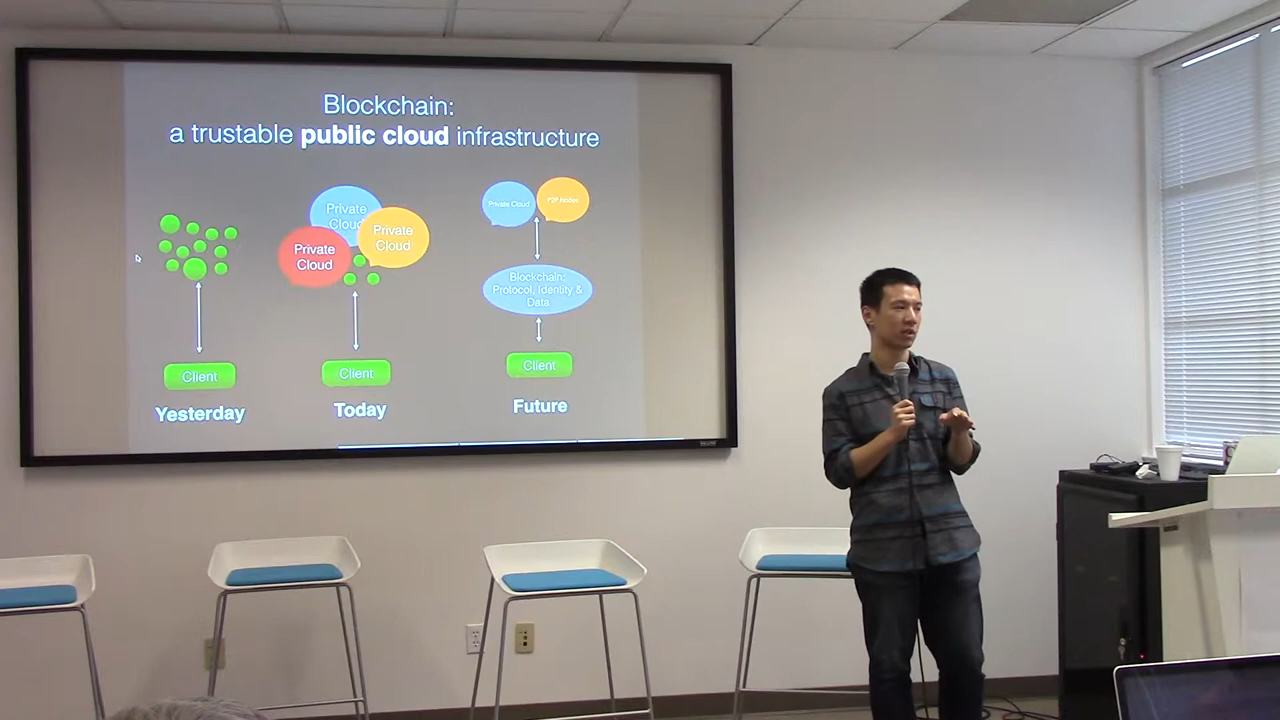 Blockchain:
a trustable public cloud infrastructure
Private
Cloud
Private
Cloud
Private
Cloud
Private Cloud
P2P Nodes
Blockchain:
Protocol, Identity &
Data
Client
Client
Client
Yesterday
Today
Future